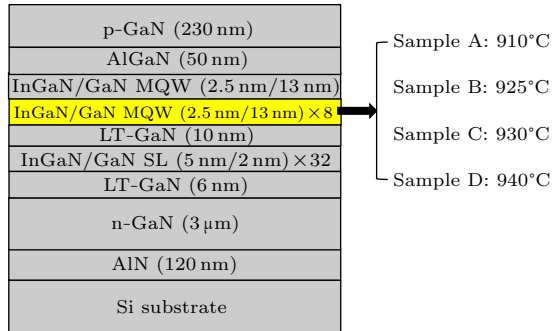 p-GaN (230 nm)
AlGaN (50 nm)
InGaN/GaN MQW (2.5 nm/13 nm)
InGaN/GaN MQW (2.5 nm/13 nm)×8
LT-GaN (10 nm)
InGaN/GaN SL (5 nm/2 nm)×32
LT-GaN (6 nm)
n-GaN (3 μm)
AlN (120 nm)
Si substrate
Sample A: 910°C
Sample B: 925°C
Sample C: 930°C
Sample D: 940°C